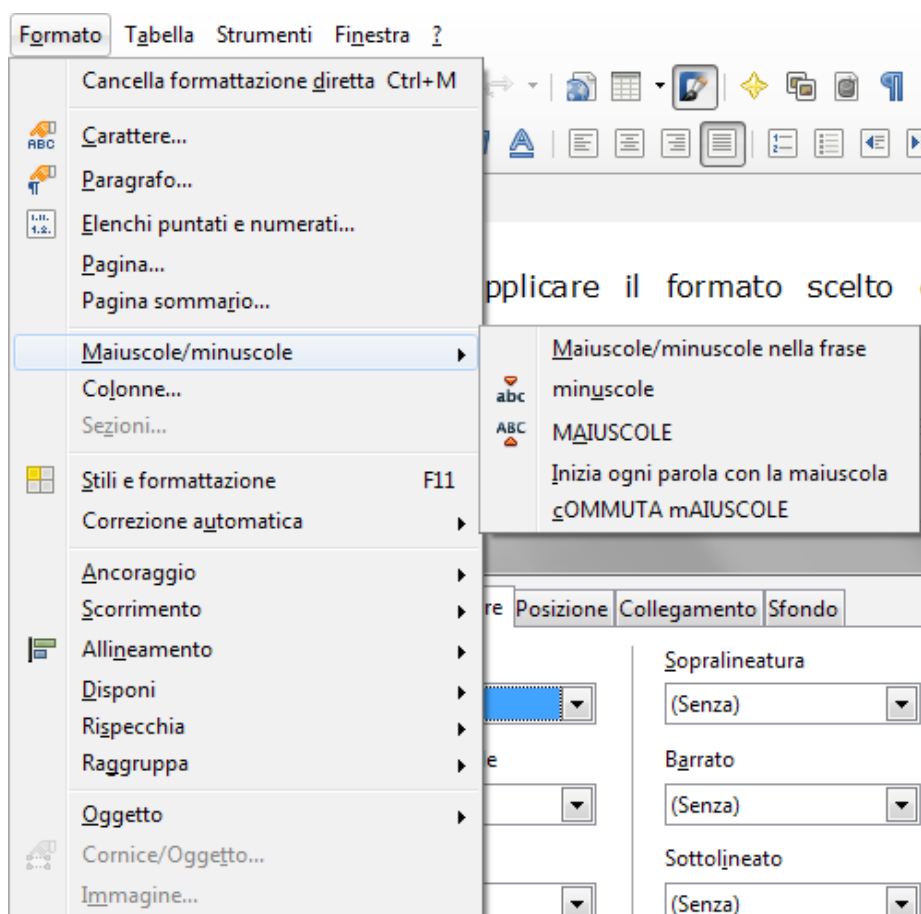 Formato Tabella Strumenti Finestra ?
Cancella formattazione diretta Ctrl+M
Carattere...
Paragrafo...
Elenchi puntati e numerati...
Pagina...
Pagina sommario...
Maiuscole/minuscole
Colonne...
Sezioni...
Stili e formattazione F11
Correzione automatica
Ancoraggio
Scorrimento
Allineamento
Disponi
Rispecchia
Raggruppa
Oggetto
Cornice/Oggetto...
Immagine...
pplicare il formato scelto
Maiuscole/minuscole nella frase
abc minuscole
ABC MAIUSCOLE
Inizia ogni parola con la maiuscola
cOMMUTA mAIUSCOLE
re Posizione Collegamento Sfondo
Sopralineatura
(Senza)
e Barrato
(Senza)
Sottolineato
(Senza)